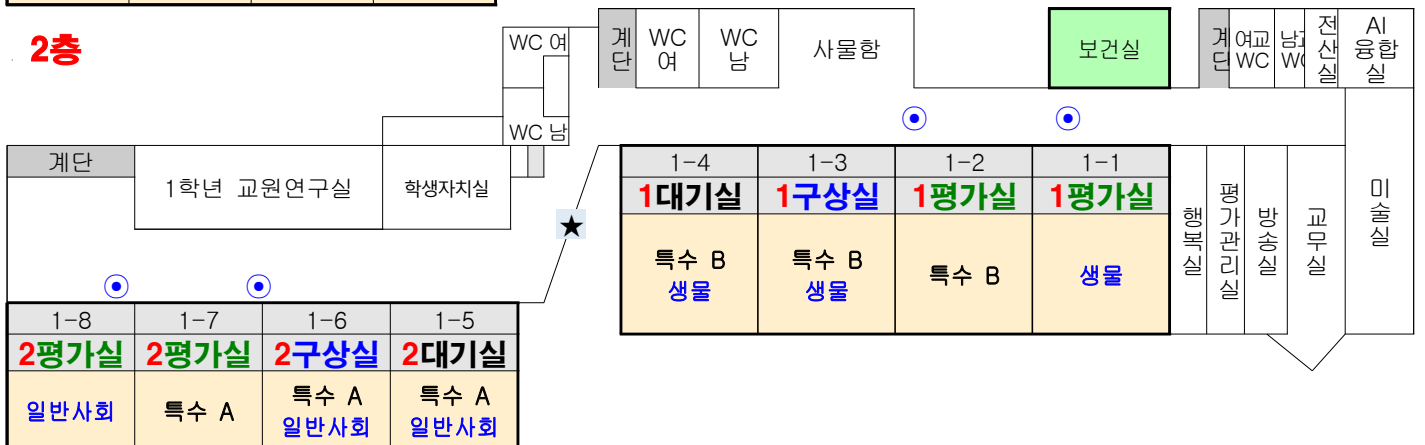 2층
WC 여
WC 남
계단
WC 여
WC 남
사물함
보건실
계단
여교 WC
남교 WC
전산실
AI 융합실
계단
1학년 교원연구실
학생자치실
★
1-4
1-3
1-2
1-1
1대기실
1구상실
1평가실
1평가실
특수 B
생물
특수 B
생물
특수 B
생물
행복실
평가관리실
방송실
교무실
미술실
1-8
1-7
1-6
1-5
2평가실
2평가실
2구상실
2대기실
일반사회
특수 A
특수 A
일반사회
특수 A
일반사회